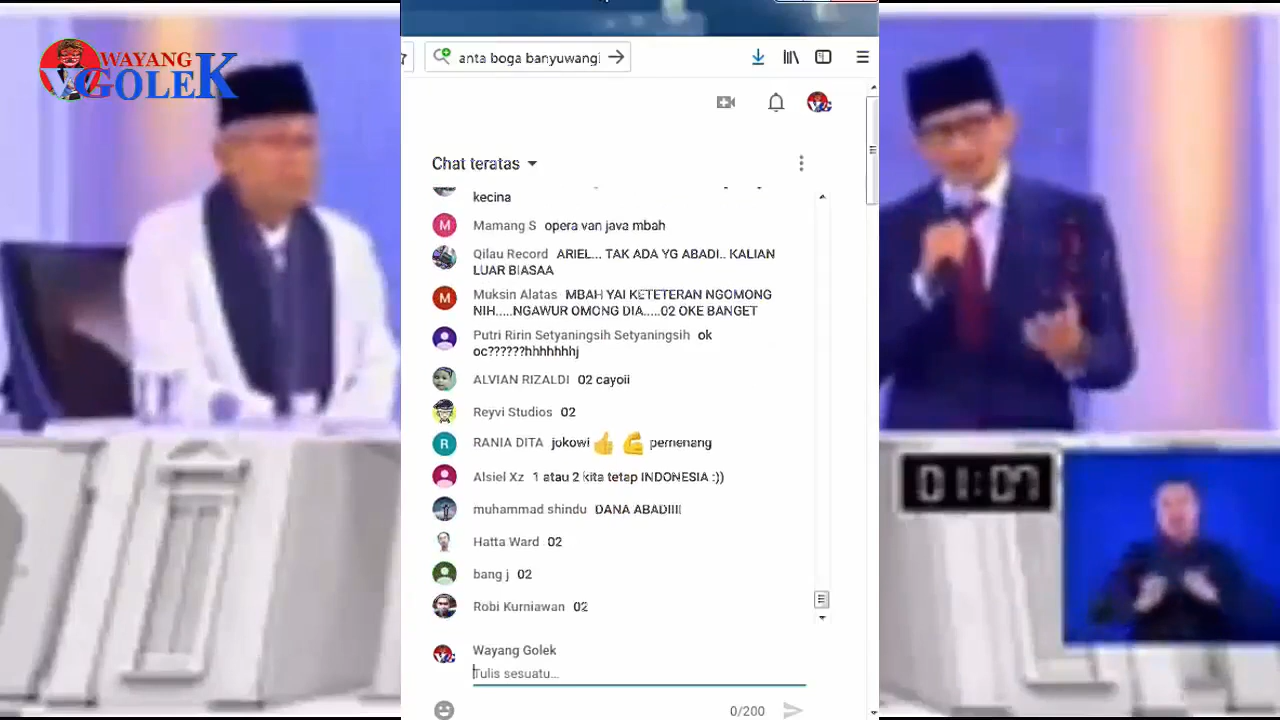 WAYANG
GOLEK
anta boga banyuwangi
Chat teratas
kecina
Mamang S opera van java mbah
Qilau Record ARIEL... TAK ADA YG ABADI.. KALIAN
LUAR BIASAA
Muksin Alatas MBAH YAI KETETERAN NGOMONG
NIH.....NGAWUR OMONG DIA.....02 OKE BANGET
Putri Ririn Setyaningsih Setyaningsih ok
oc??????hhhhhhhj
ALVIAN RIZALDI 02 cayoii
Reyvi Studios 02
RANIA DITA jokowi👍 💪 pemenang
Alsiel Xz 1 atau 2 kita tetap INDONESIA :))
muhammad shindu DANA ABADIIII
Hatta Ward 02
bang j 02
Robi Kurniawan 02
Wayang Golek
Tulis sesuatu...
0/200
01:07